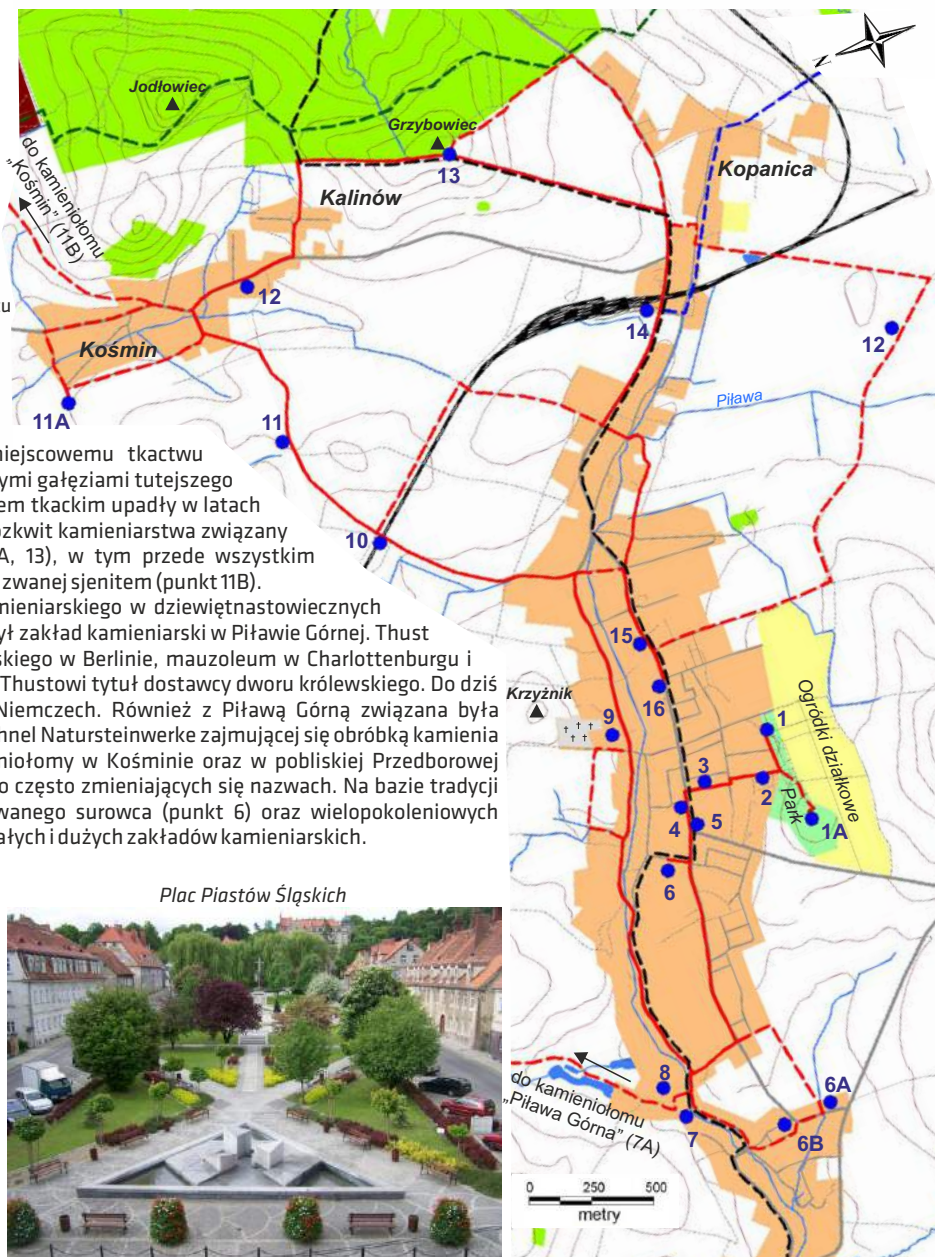 N
Jodłowiec
Grzybowiec
do kamieniołomu
„Kośmin” (11B)
13
Kalinów
Kopanica
12
14
12
Kośmin
Piława
11A
11
10
niejscowemu tkactwu
ymi gałęziami tutejszego
em tkackim upadły w latach
ozkwit kamieniarstwa związany
A, 13), w tym przede wszystkim
zwanej sjenitem (punkt 11B).
mieniarskiego w dziewiętnastowiecznych
ył zakład kamieniarski w Piławie Górnej. Thust
skiego w Berlinie, mauzoleum w Charlottenburgu i
Thustowi tytuł dostawcy dworu królewskiego. Do dziś
Niemczech. Również z Piławą Górną związana była
nnel Natursteinwerke zajmującej się obróbką kamienia
niołomy w Kośminie oraz w pobliskiej Przedborowej
o często zmieniających się nazwach. Na bazie tradycji
wanego surowca (punkt 6) oraz wielopokoleniowych
ałych i dużych zakładów kamieniarskich.
15
16
Krzyżnik
9
1
Ogródki działkowe
3
2
Park
4
5
1A
6
Plac Piastów Śląskich
8
do kamieniołomu
„Piława Górna” (7A)
7
6A
6B
0 250 500
metry